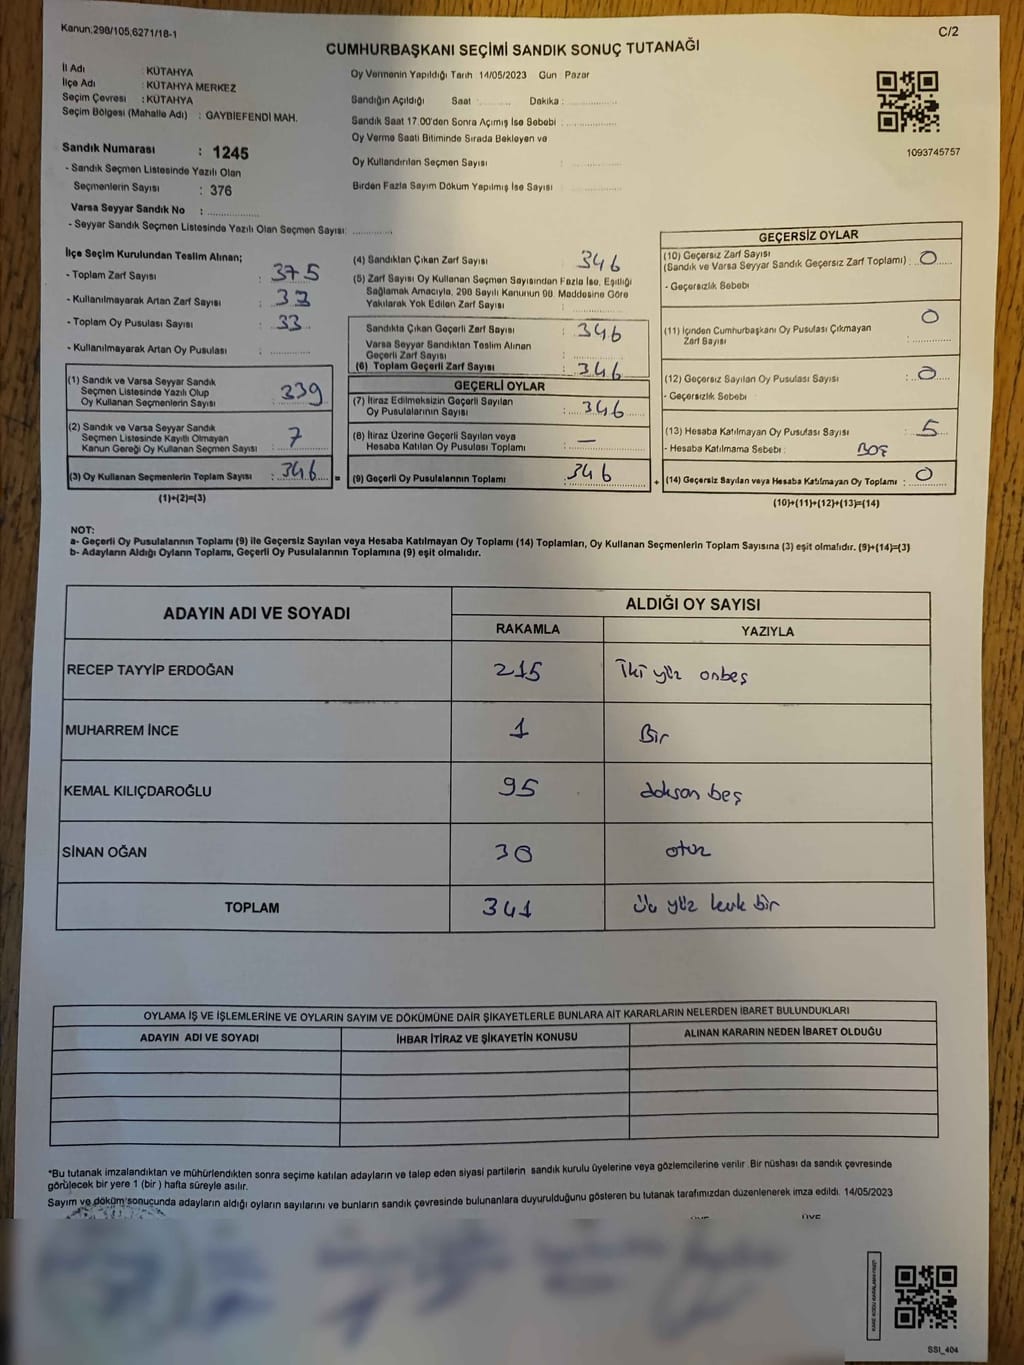 Kanun;298/105,6271/18-1
C/2
CUMHURBAŞKANI SEÇİMİ SANDIK SONUÇ TUTANAĞI
İl Adı : KÜTAHYA
İlçe Adı : KÜTAHYA MERKEZ
Seçim Çevresi : KÜTAHYA
Seçim Bölgesi (Mahalle Adı) : GAYBİEFENDİ MAH.
Sandık Numarası : 1245
- Sandık Seçmen Listesinde Yazılı Olan
Seçmenlerin Sayısı : 376
Varsa Seyyar Sandık No :
- Seyyar Sandık Seçmen Listesinde Yazılı Olan Seçmen Sayısı:
Oy Vermenin Yapıldığı Tarih 14/05/2023 Gün Pazar
Sandığın Açıldığı Saat : Dakika :
Sandık Saat 17:00'den Sonra Açımış İse Sebebi :
Oy Verme Saati Bitiminde Sırada Bekleyen ve
Oy Kullandırılan Seçmen Sayısı :
Birden Fazla Sayım Döküm Yapılmış İse Sayısı :
1093745757
İlçe Seçim Kurulundan Teslim Alınan;
- Toplam Zarf Sayısı : 375
- Kullanılmayarak Artan Zarf Sayısı :
- Toplam Oy Pusulası Sayısı : 33
- Kullanılmayarak Artan Oy Pusulası :
(1) Sandık ve Varsa Seyyar Sandık
Seçmen Listesinde Yazılı Olup
Oy Kullanan Seçmenlerin Sayısı : 339
(2) Sandık ve Varsa Seyyar Sandık
Seçmen Listesinde Kayıtlı Olmayan
Kanun Gereği Oy Kullanan Seçmen Sayısı : 7
(3) Oy Kullanan Seçmenlerin Toplam Sayısı : 346 =
(1)+(2)=(3)
(4) Sandıktan Çıkan Zarf Sayısı : 346
(5) Zarf Sayısı Oy Kullanan Seçmen Sayısından Fazla İse, Eşitliği
Sağlamak Amacıyla, 298 Sayılı Kanunun 98. Maddesine Göre
Yakılarak Yok Edilen Zarf Sayısı :
Sandıkta Çıkan Geçerli Zarf Sayısı : 346
Varsa Seyyar Sandıktan Teslim Alınan
Geçerli Zarf Sayısı :
(6) Toplam Geçerli Zarf Sayısı : 346
GEÇERLİ OYLAR
(7) İtiraz Edilmeksizin Geçerli Sayılan
Oy Pusulalarının Sayısı : 346
(8) İtiraz Üzerine Geçerli Sayılan veya
Hesaba Katılan Oy Pusulası Toplamı : —
(9) Geçerli Oy Pusulalarının Toplamı : 346 +
GEÇERSİZ OYLAR
(10) Geçersiz Zarf Sayısı
(Sandık ve Varsa Seyyar Sandık Geçersiz Zarf Toplamı) : 0
- Geçersizlik Sebebi
(11) İçinden Cumhurbaşkanı Oy Pusulası Çıkmayan
Zarf Sayısı : 0
(12) Geçersiz Sayılan Oy Pusulası Sayısı : 0
- Geçersizlik Sebebi
(13) Hesaba Katılmayan Oy Pusulası Sayısı : 5
- Hesaba Katılmama Sebebi : BOŞ
(14) Geçersiz Sayılan veya Hesaba Katılmayan Oy Toplamı : 0
(10)+(11)+(12)+(13)=(14)
NOT:
a- Geçerli Oy Pusulalarının Toplamı (9) ile Geçersiz Sayılan veya Hesaba Katılmayan Oy Toplamı (14) Toplamları, Oy Kullanan Seçmenlerin Toplam Sayısına (3) eşit olmalıdır. (9)+(14)=(3)
b- Adayların Aldığı Oyların Toplamı, Geçerli Oy Pusulalarının Toplamına (9) eşit olmalıdır.
ADAYIN ADI VE SOYADI ALDIĞI OY SAYISI
RAKAMLA YAZIYLA
RECEP TAYYİP ERDOĞAN 215 İki yüz onbeş
MUHARREM İNCE 1 Bir
KEMAL KILIÇDAROĞLU 95 doksan beş
SİNAN OĞAN 30 otuz
TOPLAM 341 üç yüz kırk bir
OYLAMA İŞ VE İŞLEMLERİNE VE OYLARIN SAYIM VE DÖKÜMÜNE DAİR ŞİKAYETLERLE BUNLARA AİT KARARLARIN NELERDEN İBARET BULUNDUKLARI
ADAYIN ADI VE SOYADI İHBAR İTİRAZ VE ŞİKAYETİN KONUSU ALINAN KARARIN NEDEN İBARET OLDUĞU
*Bu tutanak imzalandıktan ve mühürlendikten sonra seçime katılan adayların ve talep eden siyasi partilerin sandık kurulu üyelerine veya gözlemcilerine verilir. Bir nüshası da sandık çevresinde
görülecek bir yere 1 (bir) hafta süreyle asılır.
Sayım ve döküm sonucunda adayların aldığı oyların sayılarını ve bunların sandık çevresinde bulunanlara duyurulduğunu gösteren bu tutanak tarafımızdan düzenlenerek imza edildi. 14/05/2023
ÜYE ÜYE
SSI_404